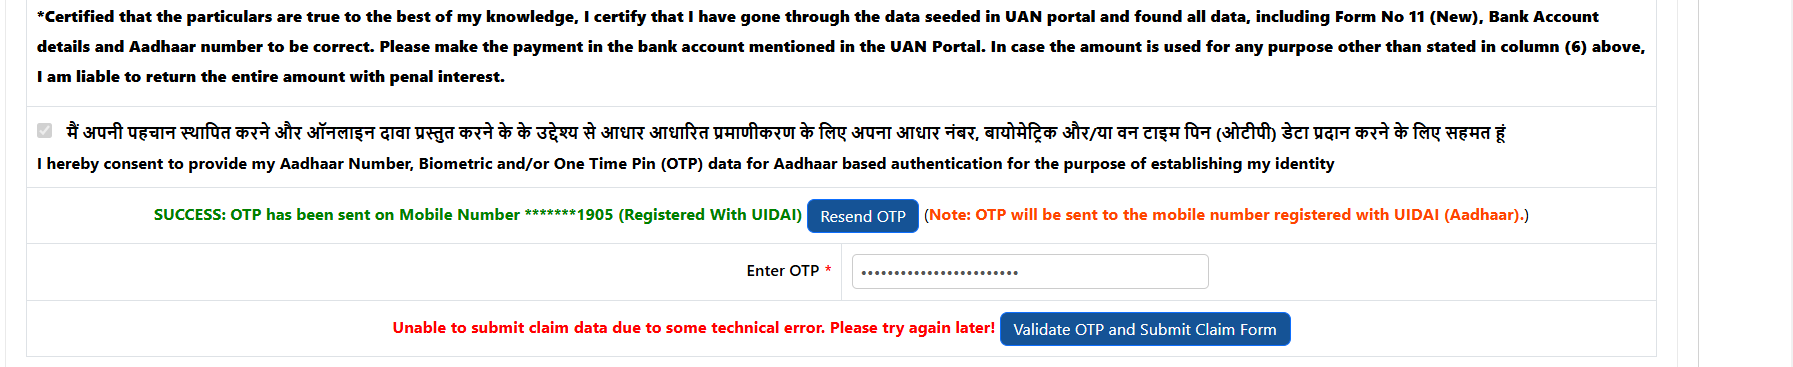 *Certified that the particulars are true to the best of my knowledge, I certify that I have gone through the data seeded in UAN portal and found all data, including Form No 11 (New), Bank Account
details and Aadhaar number to be correct. Please make the payment in the bank account mentioned in the UAN Portal. In case the amount is used for any purpose other than stated in column (6) above,
I am liable to return the entire amount with penal interest.
मैं अपनी पहचान स्थापित करने और ऑनलाइन दावा प्रस्तुत करने के के उद्देश्य से आधार आधारित प्रमाणीकरण के लिए अपना आधार नंबर, बायोमेट्रिक और/या वन टाइम पिन (ओटीपी) डेटा प्रदान करने के लिए सहमत हूं
I hereby consent to provide my Aadhaar Number, Biometric and/or One Time Pin (OTP) data for Aadhaar based authentication for the purpose of establishing my identity
SUCCESS: OTP has been sent on Mobile Number *******1905 (Registered With UIDAI) Resend OTP (Note: OTP will be sent to the mobile number registered with UIDAI (Aadhaar).)
Enter OTP * ••••••••••••••••••••••••
Unable to submit claim data due to some technical error. Please try again later! Validate OTP and Submit Claim Form